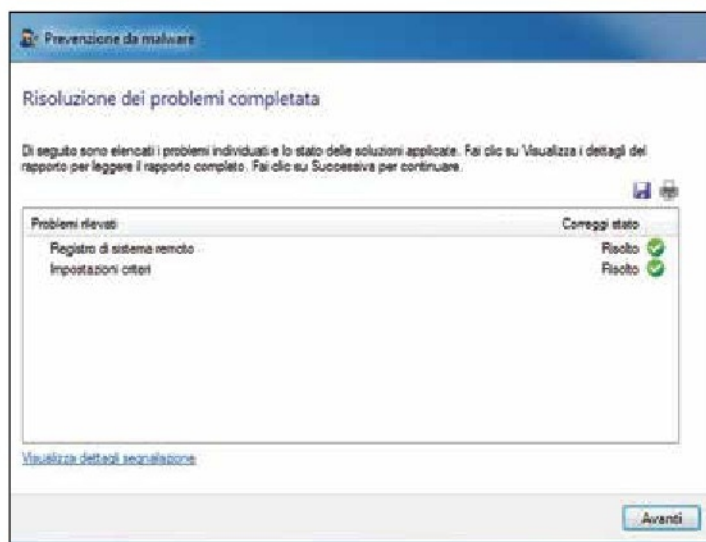 Prevenzione da malware
Risoluzione dei problemi completata
Di seguito sono elencati i problemi individuati e lo stato delle soluzioni applicate. Fai clic su Visualizza i dettagli del
rapporto per leggere il rapporto completo. Fai clic su Successiva per continuare.
Problemi rilevati Correggi stato
Registro di sistema remoto Risolto
Impostazioni criteri Risolto
Visualizza dettagli segnalazione
Avanti